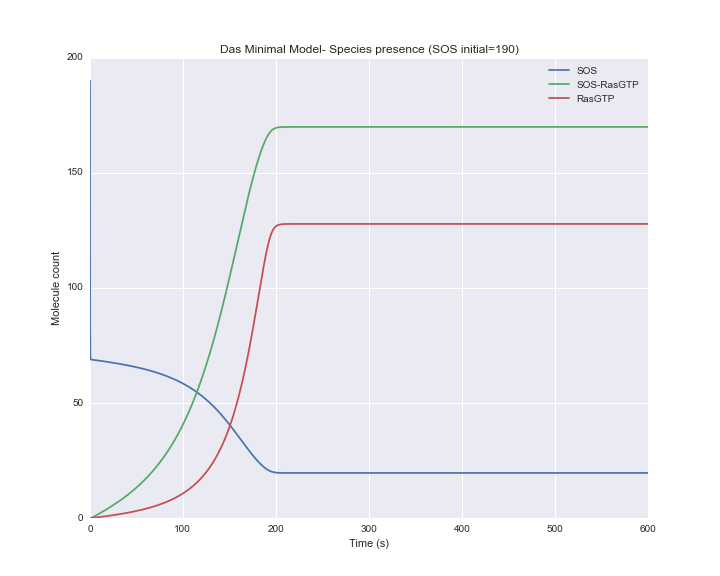 Das Minimal Model- Species presence (SOS initial=190)
SOS
SOS-RasGTP
RasGTP
200
150
100
50
0
Molecule count
0 100 200 300 400 500 600
Time (s)